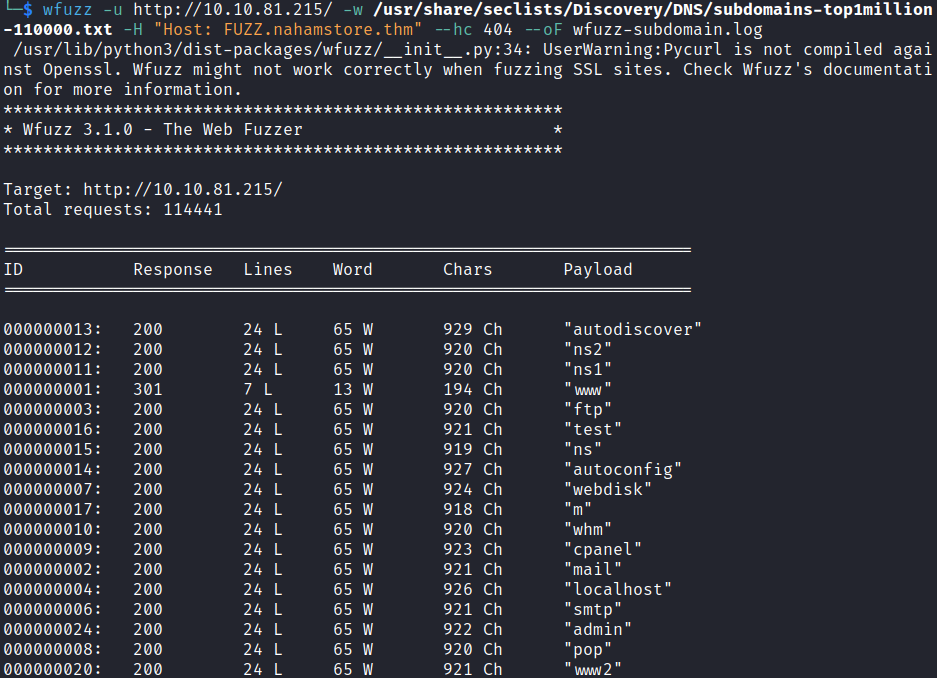 └─$ wfuzz -u http://10.10.81.215/ -w /usr/share/seclists/Discovery/DNS/subdomains-top1million
-110000.txt -H "Host: FUZZ.nahamstore.thm" --hc 404 --oF wfuzz-subdomain.log
 /usr/lib/python3/dist-packages/wfuzz/__init__.py:34: UserWarning:Pycurl is not compiled agai
nst Openssl. Wfuzz might not work correctly when fuzzing SSL sites. Check Wfuzz's documentati
on for more information.
********************************************************
* Wfuzz 3.1.0 - The Web Fuzzer                         *
********************************************************
Target: http://10.10.81.215/
Total requests: 114441
=====================================================================
ID           Response   Lines    Word       Chars       Payload
=====================================================================
000000013:   200        24 L     65 W       929 Ch      "autodiscover"
000000012:   200        24 L     65 W       920 Ch      "ns2"
000000011:   200        24 L     65 W       920 Ch      "ns1"
000000001:   301        7 L      13 W       194 Ch      "www"
000000003:   200        24 L     65 W       920 Ch      "ftp"
000000016:   200        24 L     65 W       921 Ch      "test"
000000015:   200        24 L     65 W       919 Ch      "ns"
000000014:   200        24 L     65 W       927 Ch      "autoconfig"
000000007:   200        24 L     65 W       924 Ch      "webdisk"
000000017:   200        24 L     65 W       918 Ch      "m"
000000010:   200        24 L     65 W       920 Ch      "whm"
000000009:   200        24 L     65 W       923 Ch      "cpanel"
000000002:   200        24 L     65 W       921 Ch      "mail"
000000004:   200        24 L     65 W       926 Ch      "localhost"
000000006:   200        24 L     65 W       921 Ch      "smtp"
000000024:   200        24 L     65 W       922 Ch      "admin"
000000008:   200        24 L     65 W       920 Ch      "pop"
000000020:   200        24 L     65 W       921 Ch      "www2"